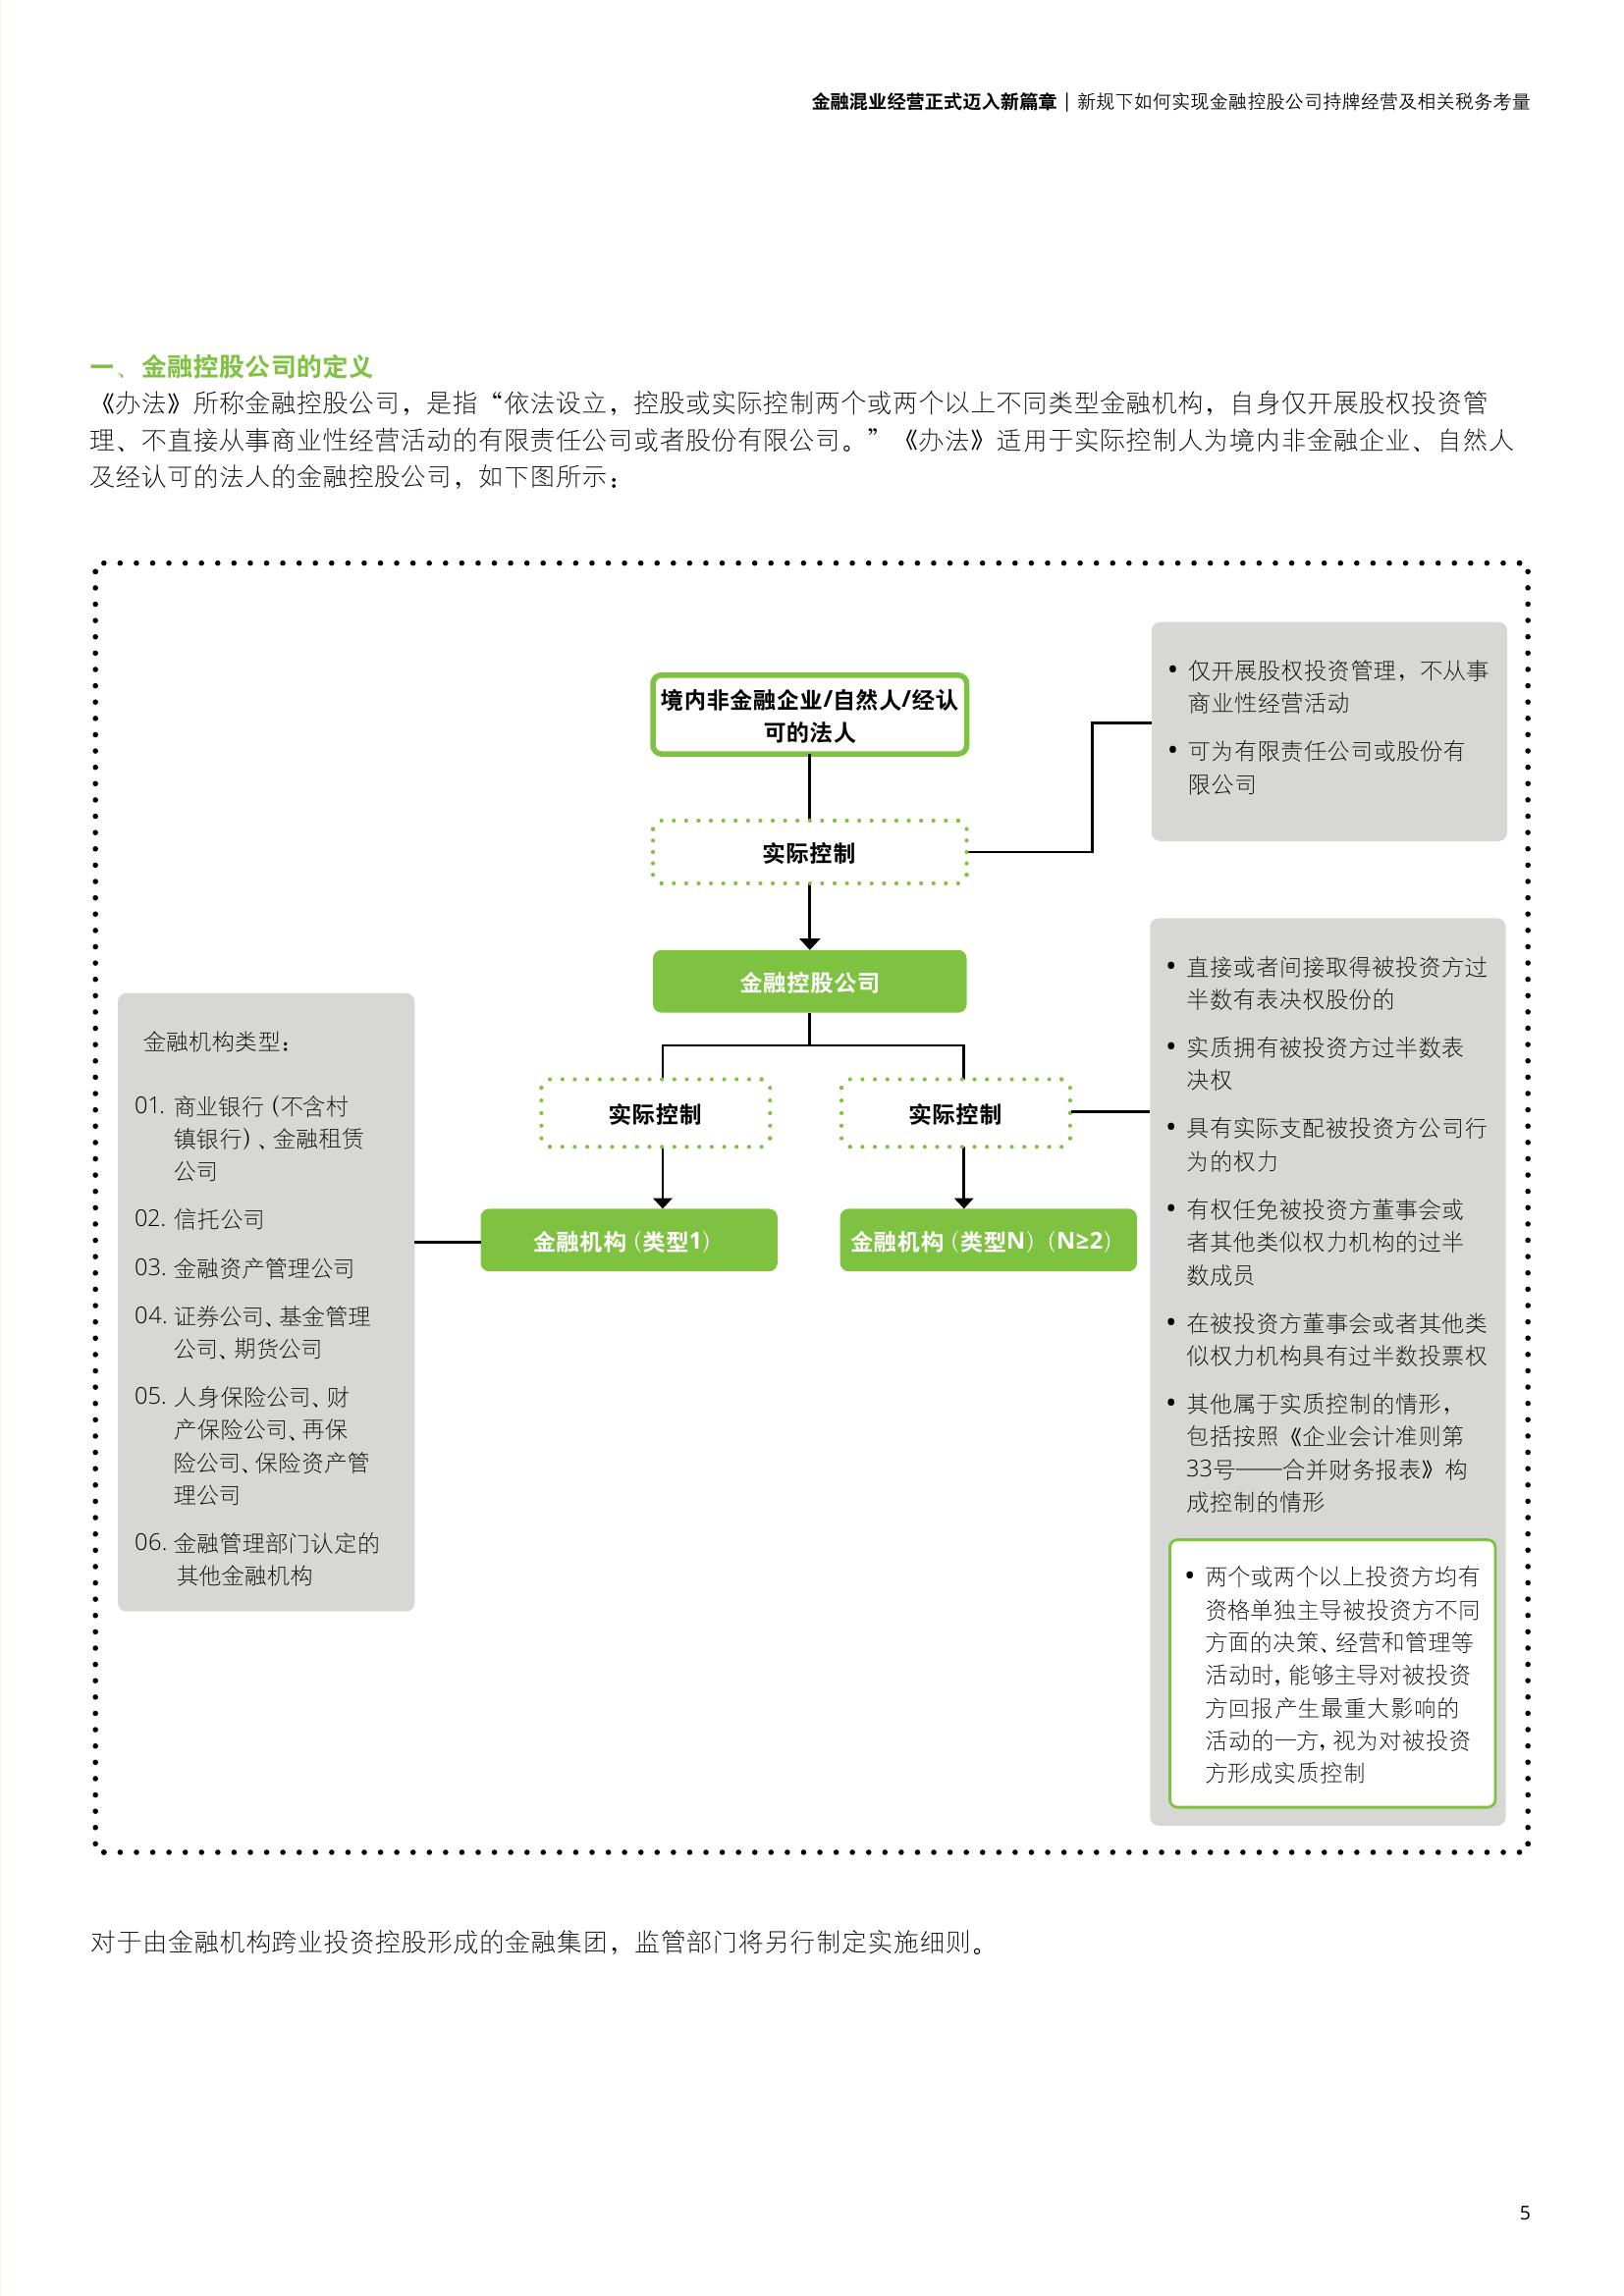 金融混业经营正式迈入新篇章 | 新规下如何实现金融控股公司持牌经营及相关税务考量
一、金融控股公司的定义
《办法》所称金融控股公司，是指“依法设立，控股或实际控制两个或两个以上不同类型金融机构，自身仅开展股权投资管
理、不直接从事商业性经营活动的有限责任公司或者股份有限公司。”《办法》适用于实际控制人为境内非金融企业、自然人
及经认可的法人的金融控股公司，如下图所示：
境内非金融企业/自然人/经认
可的法人
实际控制
• 仅开展股权投资管理，不从事
商业性经营活动
• 可为有限责任公司或股份有
限公司
金融控股公司
实际控制
实际控制
金融机构（类型1）
金融机构（类型N）（N≥2）
金融机构类型：
01. 商业银行（不含村
镇银行）、金融租赁
公司
02. 信托公司
03. 金融资产管理公司
04. 证券公司、基金管理
公司、期货公司
05. 人身保险公司、财
产保险公司、再保
险公司、保险资产管
理公司
06. 金融管理部门认定的
其他金融机构
• 直接或者间接取得被投资方过
半数有表决权股份的
• 实质拥有被投资方过半数表
决权
• 具有实际支配被投资方公司行
为的权力
• 有权任免被投资方董事会或
者其他类似权力机构的过半
数成员
• 在被投资方董事会或者其他类
似权力机构具有过半数投票权
• 其他属于实质控制的情形，
包括按照《企业会计准则第
33号——合并财务报表》构
成控制的情形
• 两个或两个以上投资方均有
资格单独主导被投资方不同
方面的决策、经营和管理等
活动时，能够主导对被投资
方回报产生最重大影响的
活动的一方，视为对被投资
方形成实质控制
对于由金融机构跨业投资控股形成的金融集团，监管部门将另行制定实施细则。
5